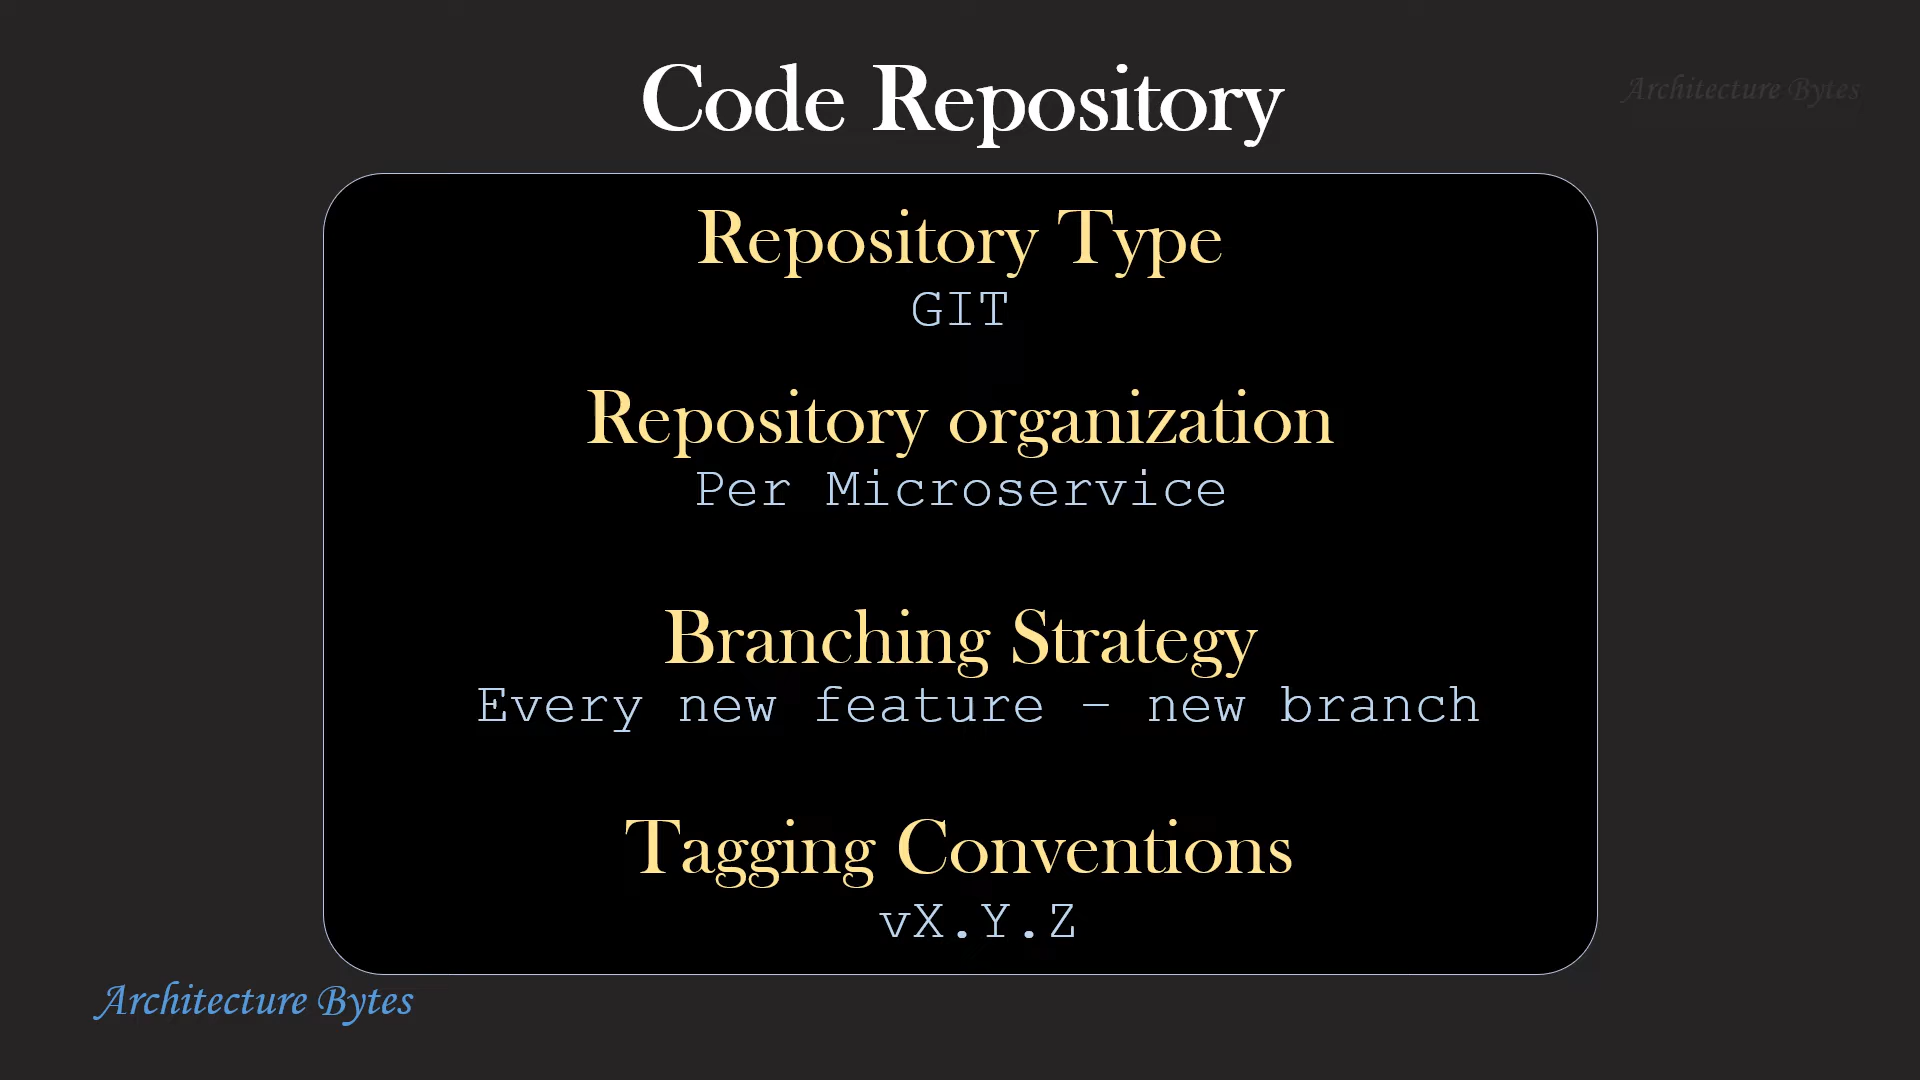 Code Repository
Architecture Bytes
Repository Type
GIT
Repository organization
Per Microservice
Branching Strategy
Every new feature – new branch
Tagging Conventions
vX.Y.Z
Architecture Bytes